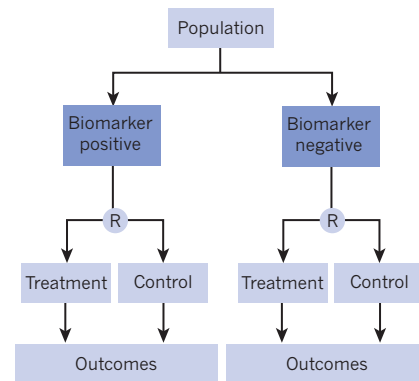 Population
Biomarker
positive
Biomarker
negative
R
R
Treatment
Control
Treatment
Control
Outcomes
Outcomes